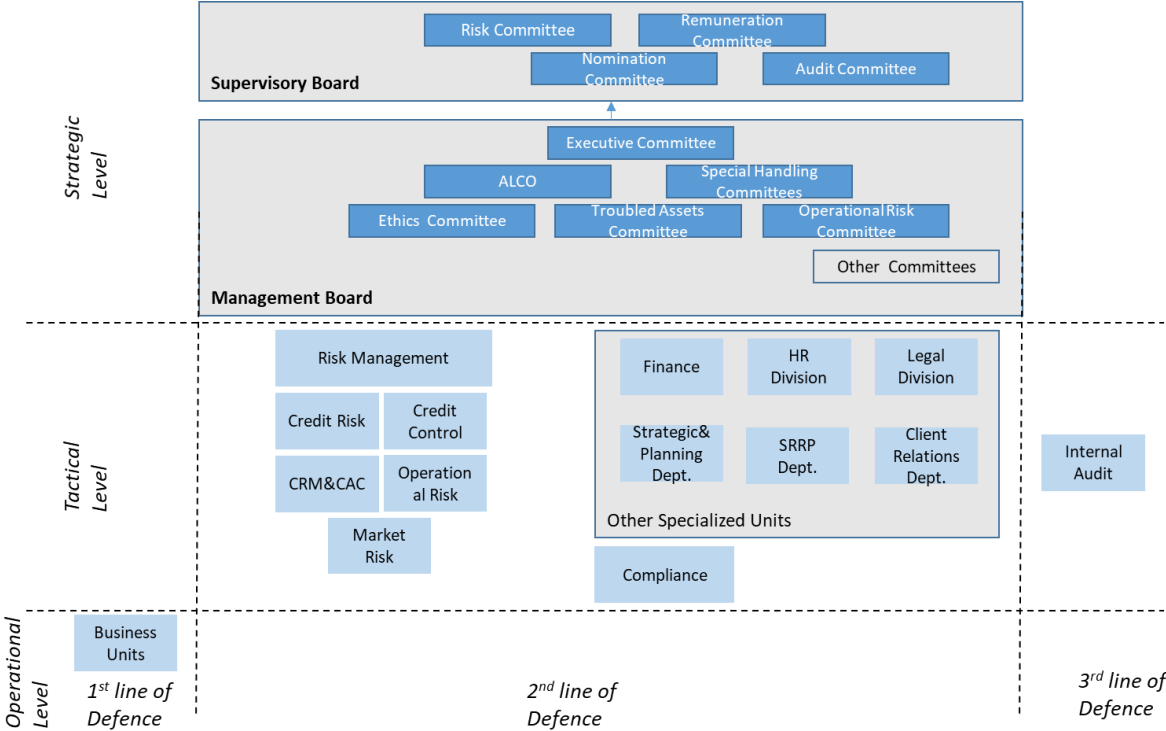 Strategic
Level
Risk Committee
Remuneration
Committee
Nomination
Committee
Audit Committee
Supervisory Board
Executive Committee
ALCO
Special Handling
Committees
Ethics Committee
Troubled Assets
Committee
Operational Risk
Committee
Other Committees
Management Board
Tactical
Level
Risk Management
Credit Risk
Credit
Control
CRM&CAC
Operation
al Risk
Market
Risk
Finance
HR
Division
Legal
Division
Strategic&
Planning
Dept.
SRRP
Dept.
Client
Relations
Dept.
Other Specialized Units
Compliance
Internal
Audit
Operational
Level
Business
Units
1st line of
Defence
2nd line of
Defence
3rd line of
Defence